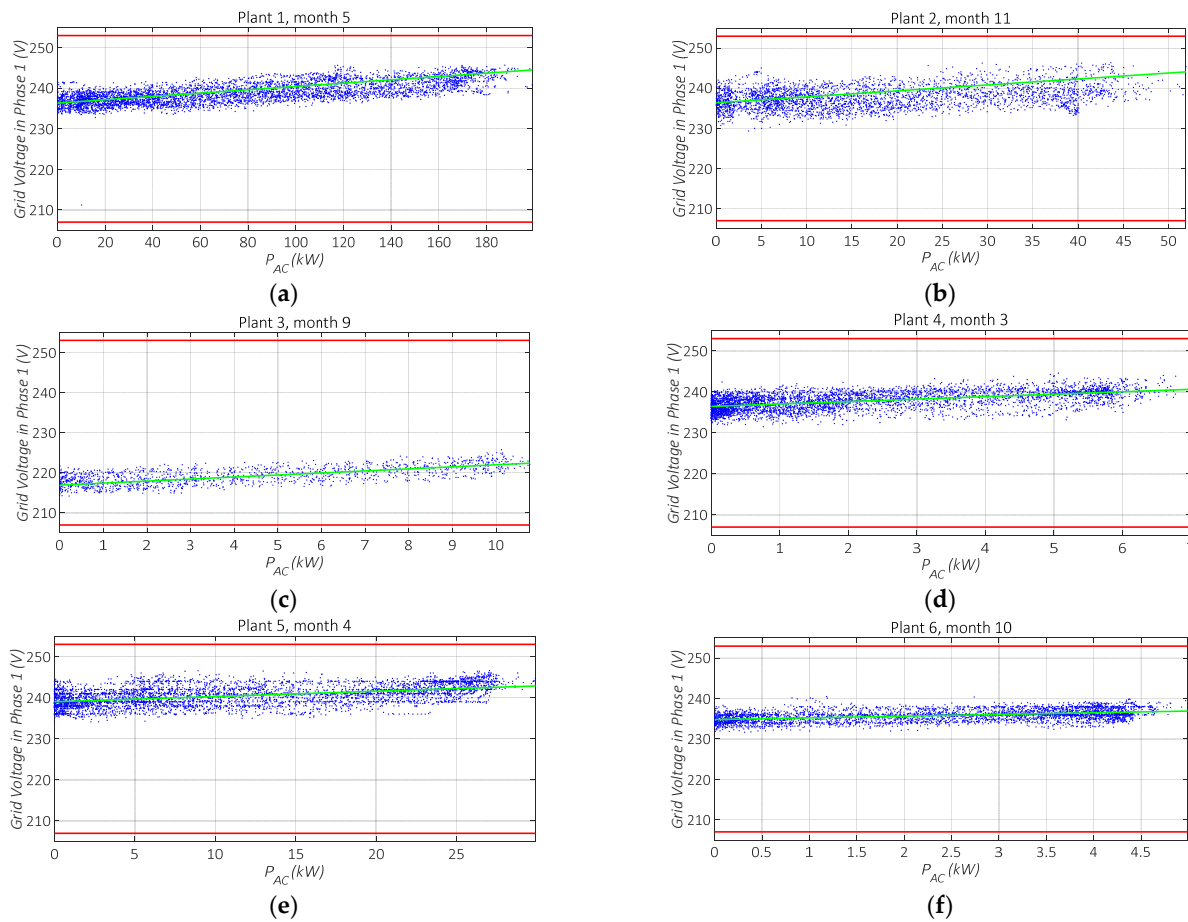 Plant 1, month 5
Grid Voltage in Phase 1 (V)
250
240
230
220
210
0 20 40 60 80 100 120 140 160 180
P_AC (kW)
(a)
Plant 2, month 11
Grid Voltage in Phase 1 (V)
250
240
230
220
210
0 5 10 15 20 25 30 35 40 45 50
P_AC (kW)
(b)
Plant 3, month 9
Grid Voltage in Phase 1 (V)
250
240
230
220
210
0 1 2 3 4 5 6 7 8 9 10
P_AC (kW)
(c)
Plant 4, month 3
Grid Voltage in Phase 1 (V)
250
240
230
220
210
0 1 2 3 4 5 6
P_AC (kW)
(d)
Plant 5, month 4
Grid Voltage in Phase 1 (V)
250
240
230
220
210
0 5 10 15 20 25
P_AC (kW)
(e)
Plant 6, month 10
Grid Voltage in Phase 1 (V)
250
240
230
220
210
0 0.5 1 1.5 2 2.5 3 3.5 4 4.5
P_AC (kW)
(f)